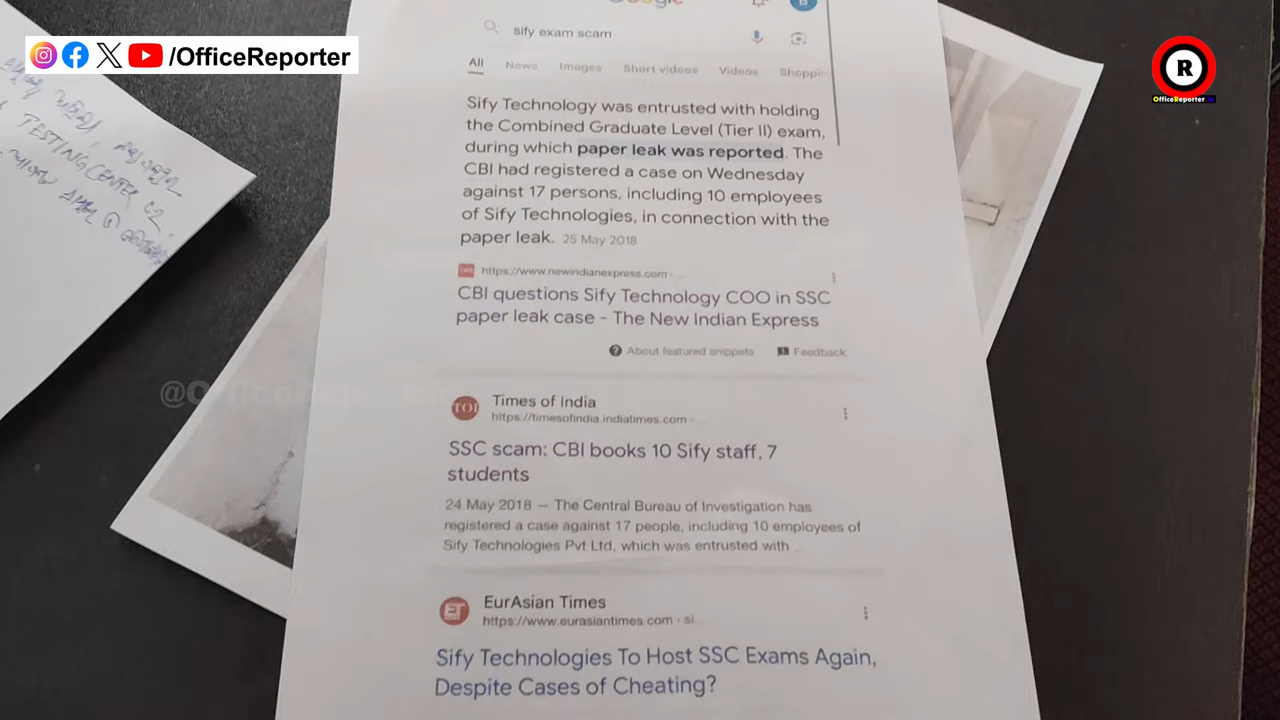 /OfficeReporter
R
OfficeReporter
TESTING CENTER
Google
B
sify exam scam
All News Images Short videos Videos Shoppin
Sify Technology was entrusted with holding
the Combined Graduate Level (Tier II) exam,
during which paper leak was reported. The
CBI had registered a case on Wednesday
against 17 persons, including 10 employees
of Sify Technologies, in connection with the
paper leak. 25 May 2018
https://www.newindianexpress.com ›
CBI questions Sify Technology COO in SSC
paper leak case - The New Indian Express
About featured snippets Feedback
TOI Times of India
https://timesofindia.indiatimes.com ›
SSC scam: CBI books 10 Sify staff, 7
students
24 May 2018 — The Central Bureau of Investigation has
registered a case against 17 people, including 10 employees of
Sify Technologies Pvt Ltd, which was entrusted with
ET EurAsian Times
https://www.eurasiantimes.com › si...
Sify Technologies To Host SSC Exams Again,
Despite Cases of Cheating?